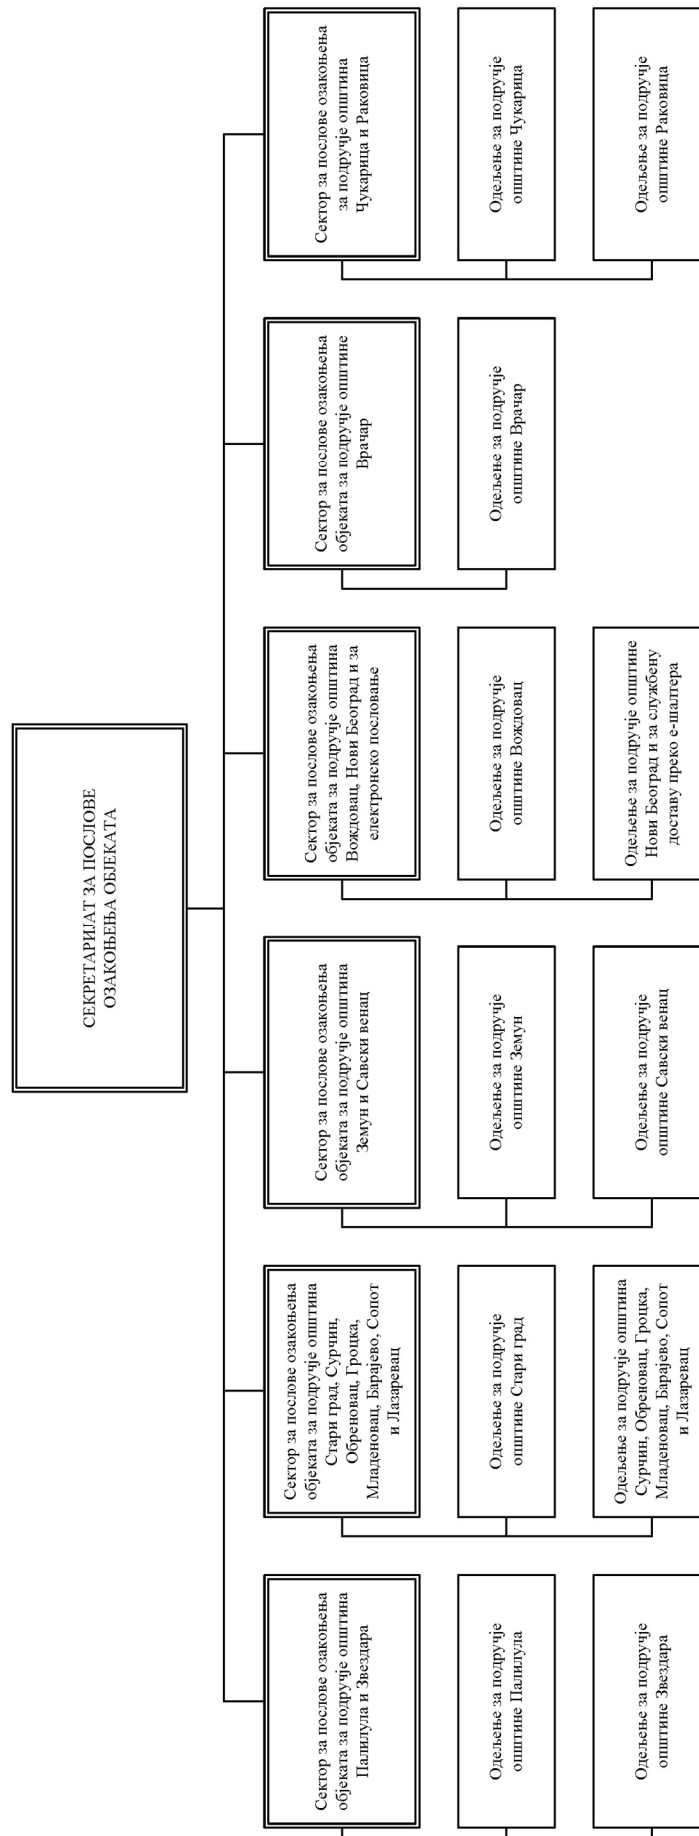 СЕКРЕТАРИЈАТ ЗА ПОСЛОВЕ
ОЗАКОЊЕЊА ОБЈЕКАТА
Сектор за послове озакоњења
објеката за подручје општина
Палилула и Звездара
Одељење за подручје
општине Палилула
Одељење за подручје
општине Звездара
Сектор за послове озакоњења
објеката за подручје општина
Стари град, Сурчин,
Обреновац, Гроцка,
Младеновац, Барајево, Сопот
и Лазаревац
Одељење за подручје
општине Стари град
Одељење за подручје општина
Сурчин, Обреновац, Гроцка,
Младеновац, Барајево, Сопот
и Лазаревац
Сектор за послове озакоњења
објеката за подручје општина
Земун и Савски венац
Одељење за подручје
општине Земун
Одељење за подручје
општине Савски венац
Сектор за послове озакоњења
објеката за подручје општина
Вождовац, Нови Београд и за
електронско пословање
Одељење за подручје
општине Вождовац
Одељење за подручје општине
Нови Београд и за службену
доставу преко е-шалтера
Сектор за послове озакоњења
објеката за подручје општине
Врачар
Одељење за подручје
општине Врачар
Сектор за послове озакоњења
за подручје општина
Чукарица и Раковица
Одељење за подручје
општине Чукарица
Одељење за подручје
општине Раковица